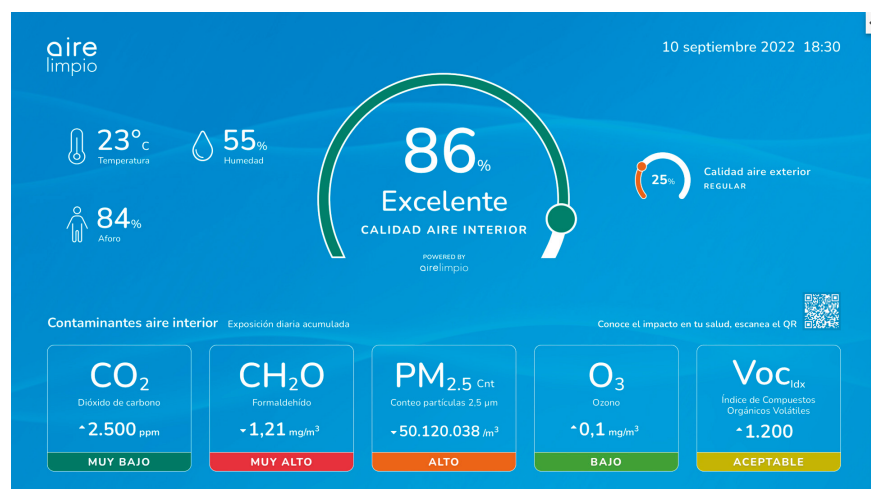 aire
limpio
10 septiembre 2022 18:30
23°c
Temperatura
55%
Humedad
84%
Aforo
86%
Excelente
CALIDAD AIRE INTERIOR
POWERED BY
airelimpio
25%
Calidad aire exterior
REGULAR
Contaminantes aire interior Exposición diaria acumulada
Conoce el impacto en tu salud, escanea el QR
CO₂
Dióxido de carbono
2.500 ppm
MUY BAJO
CH₂O
Formaldehído
1,21 mg/m³
MUY ALTO
PM₂.₅ Cnt
Conteo partículas 2,5 µm
50.120.038 /m³
ALTO
O₃
Ozono
0,1 mg/m³
BAJO
Voc Idx
Índice de Compuestos
Orgánicos Volátiles
1.200
ACEPTABLE